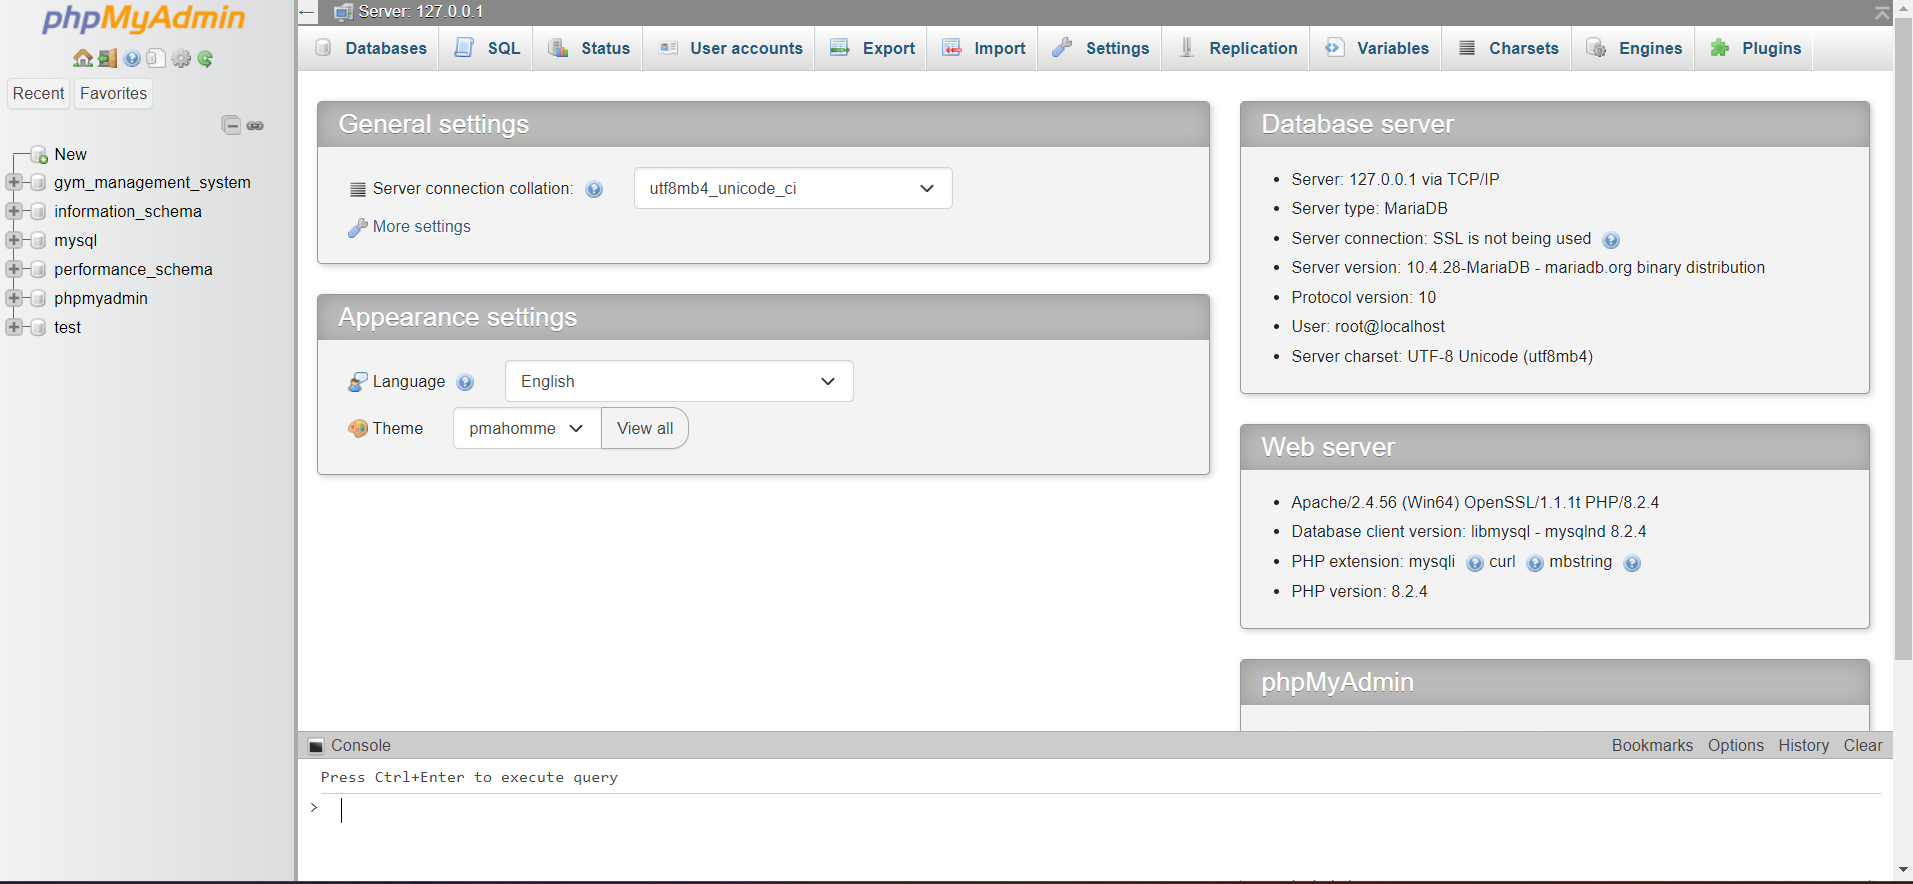 phpMyAdmin
Recent Favorites
New
gym_management_system
information_schema
mysql
performance_schema
phpmyadmin
test
Server: 127.0.0.1
Databases SQL Status User accounts Export Import Settings Replication Variables Charsets Engines Plugins
General settings
Server connection collation: utf8mb4_unicode_ci
More settings
Appearance settings
Language English
Theme pmahomme View all
Database server
Server: 127.0.0.1 via TCP/IP
Server type: MariaDB
Server connection: SSL is not being used
Server version: 10.4.28-MariaDB - mariadb.org binary distribution
Protocol version: 10
User: root@localhost
Server charset: UTF-8 Unicode (utf8mb4)
Web server
Apache/2.4.56 (Win64) OpenSSL/1.1.1t PHP/8.2.4
Database client version: libmysql - mysqlnd 8.2.4
PHP extension: mysqli curl mbstring
PHP version: 8.2.4
phpMyAdmin
Console Bookmarks Options History Clear
Press Ctrl+Enter to execute query
>